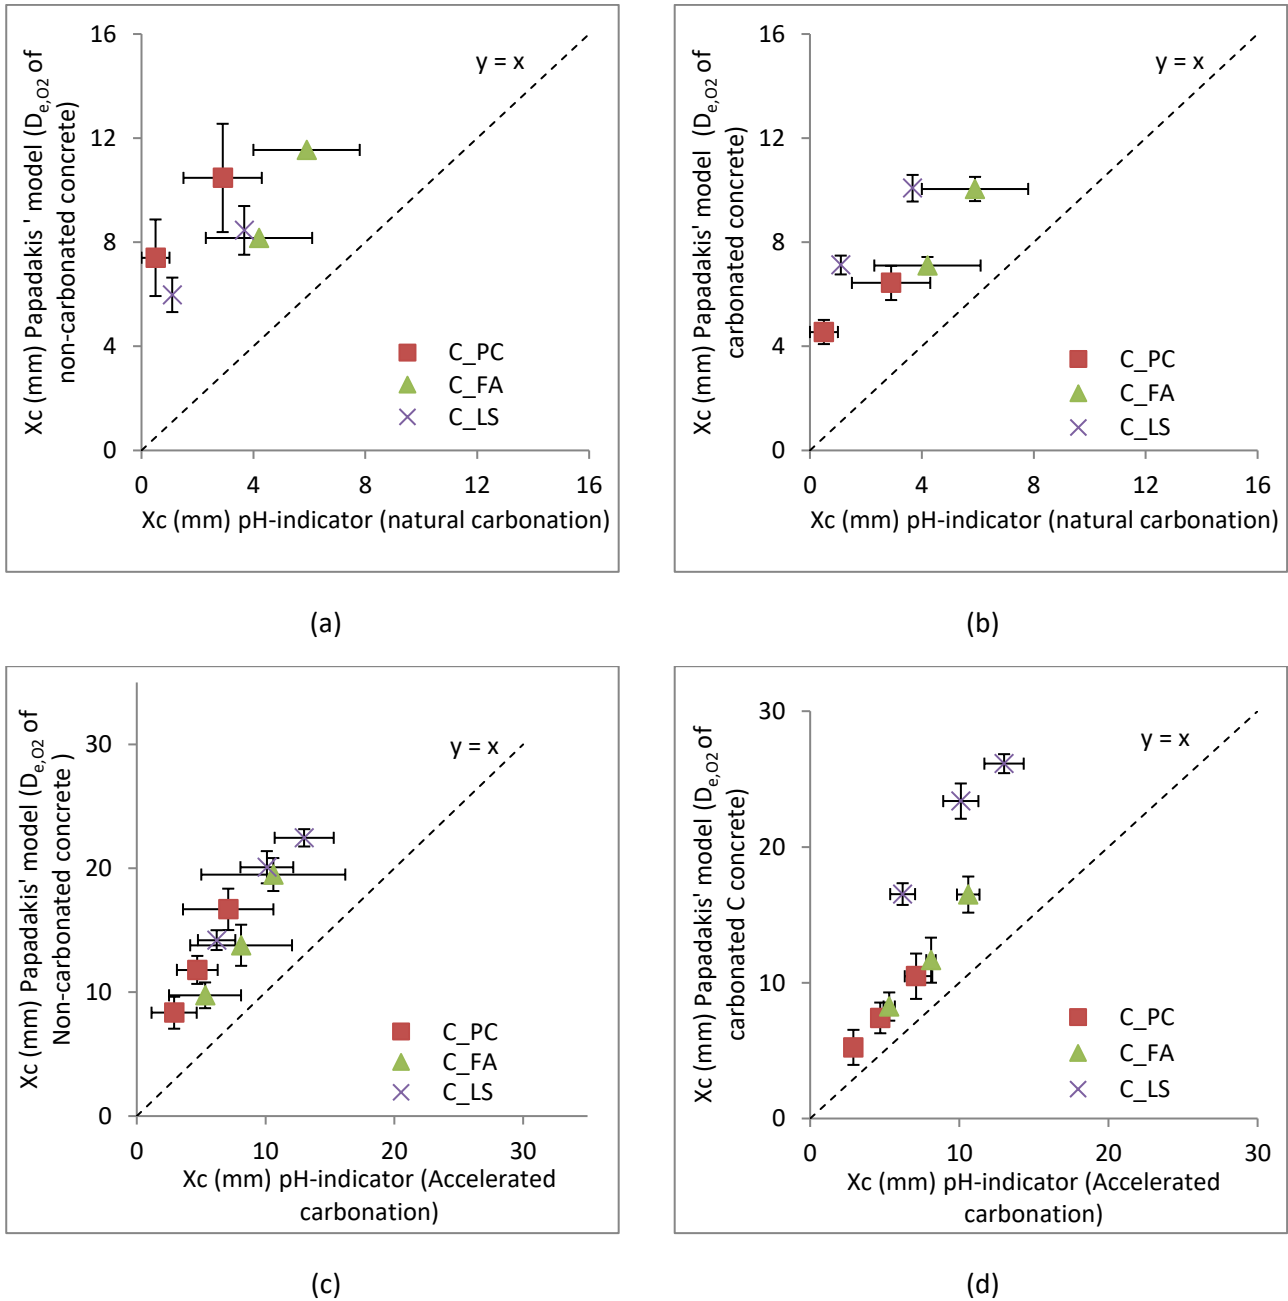 Xc (mm) Papadakis ' model (De,O2 of
non-carbonated concrete)
16
12
8
4
0
y = x
C_PC
C_FA
C_LS
0 4 8 12 16
Xc (mm) pH-indicator (natural carbonation)
(a)
Xc (mm) Papadakis' model (De,O2 of
carbonated concrete)
16
12
8
4
0
y = x
C_PC
C_FA
C_LS
0 4 8 12 16
Xc (mm) pH-indicator (natural carbonation)
(b)
Xc (mm) Papadakis' model (De,O2 of
Non-carbonated concrete )
30
20
10
0
y = x
C_PC
C_FA
C_LS
0 10 20 30
Xc (mm) pH-indicator (Accelerated
carbonation)
(c)
Xc (mm) Papadakis' model (De,O2 of
carbonated C concrete)
30
20
10
0
y = x
C_PC
C_FA
C_LS
0 10 20 30
Xc (mm) pH-indicator (Accelerated
carbonation)
(d)